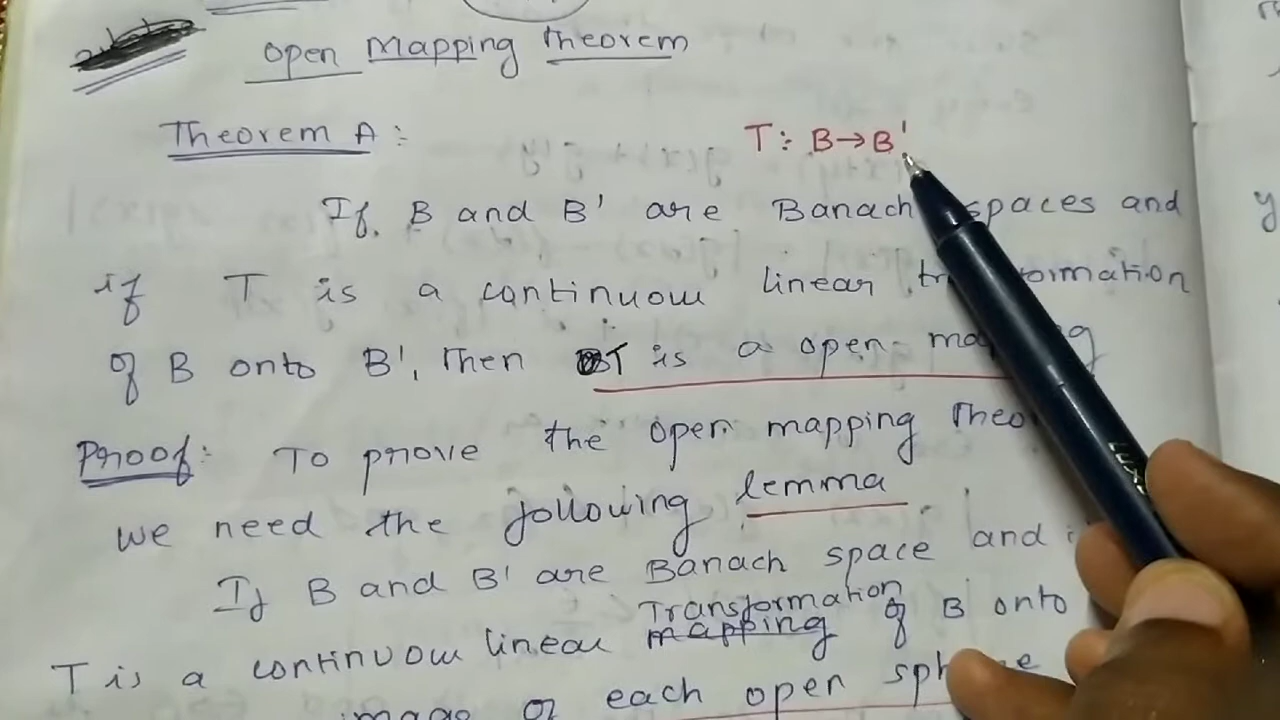 Open Mapping Theorem
Theorem A:
T: B→B'
If B and B' are Banach spaces and
if T is a continuous linear
of B onto B', Then T is a open
Proof: To prove the open mapping
we need the following lemma.
If B and B' are Banach space and
Transformation
T is a continuous linear mapping of B onto
image of each open